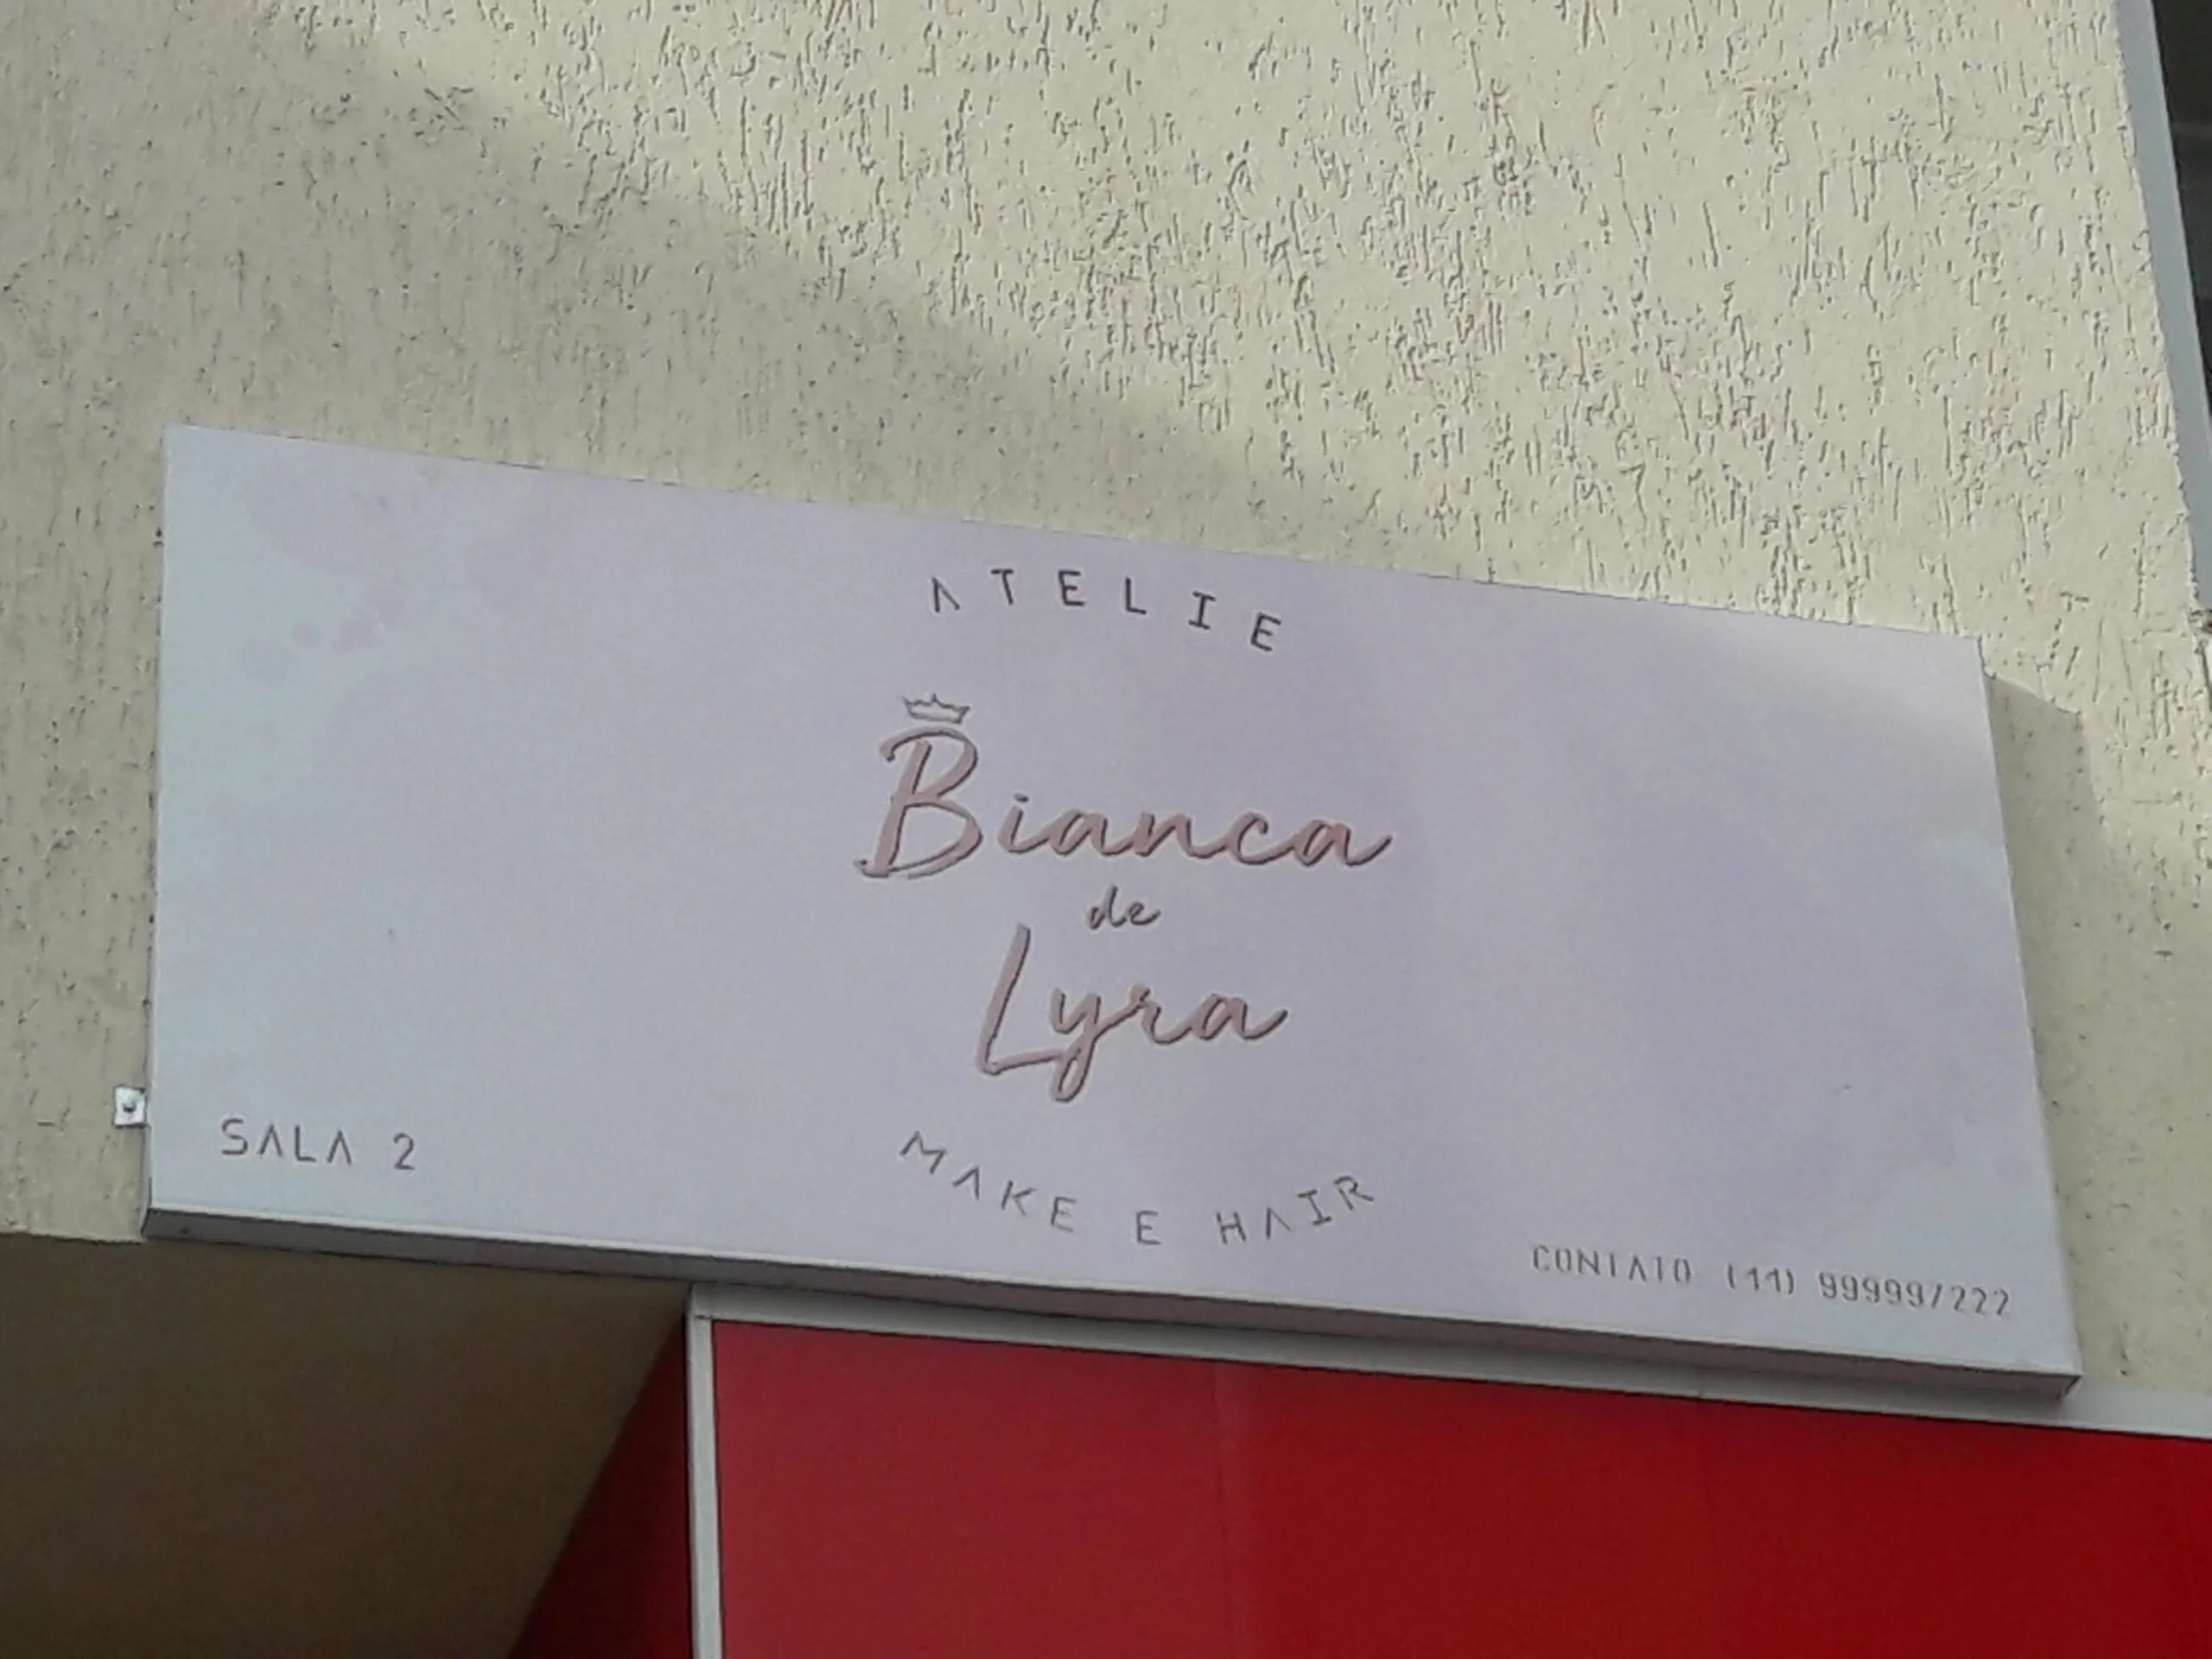 ATELIE
Bianca
de
Lyra
MAKE E HAIR
SALA 2
CONTATO (11) 999997222